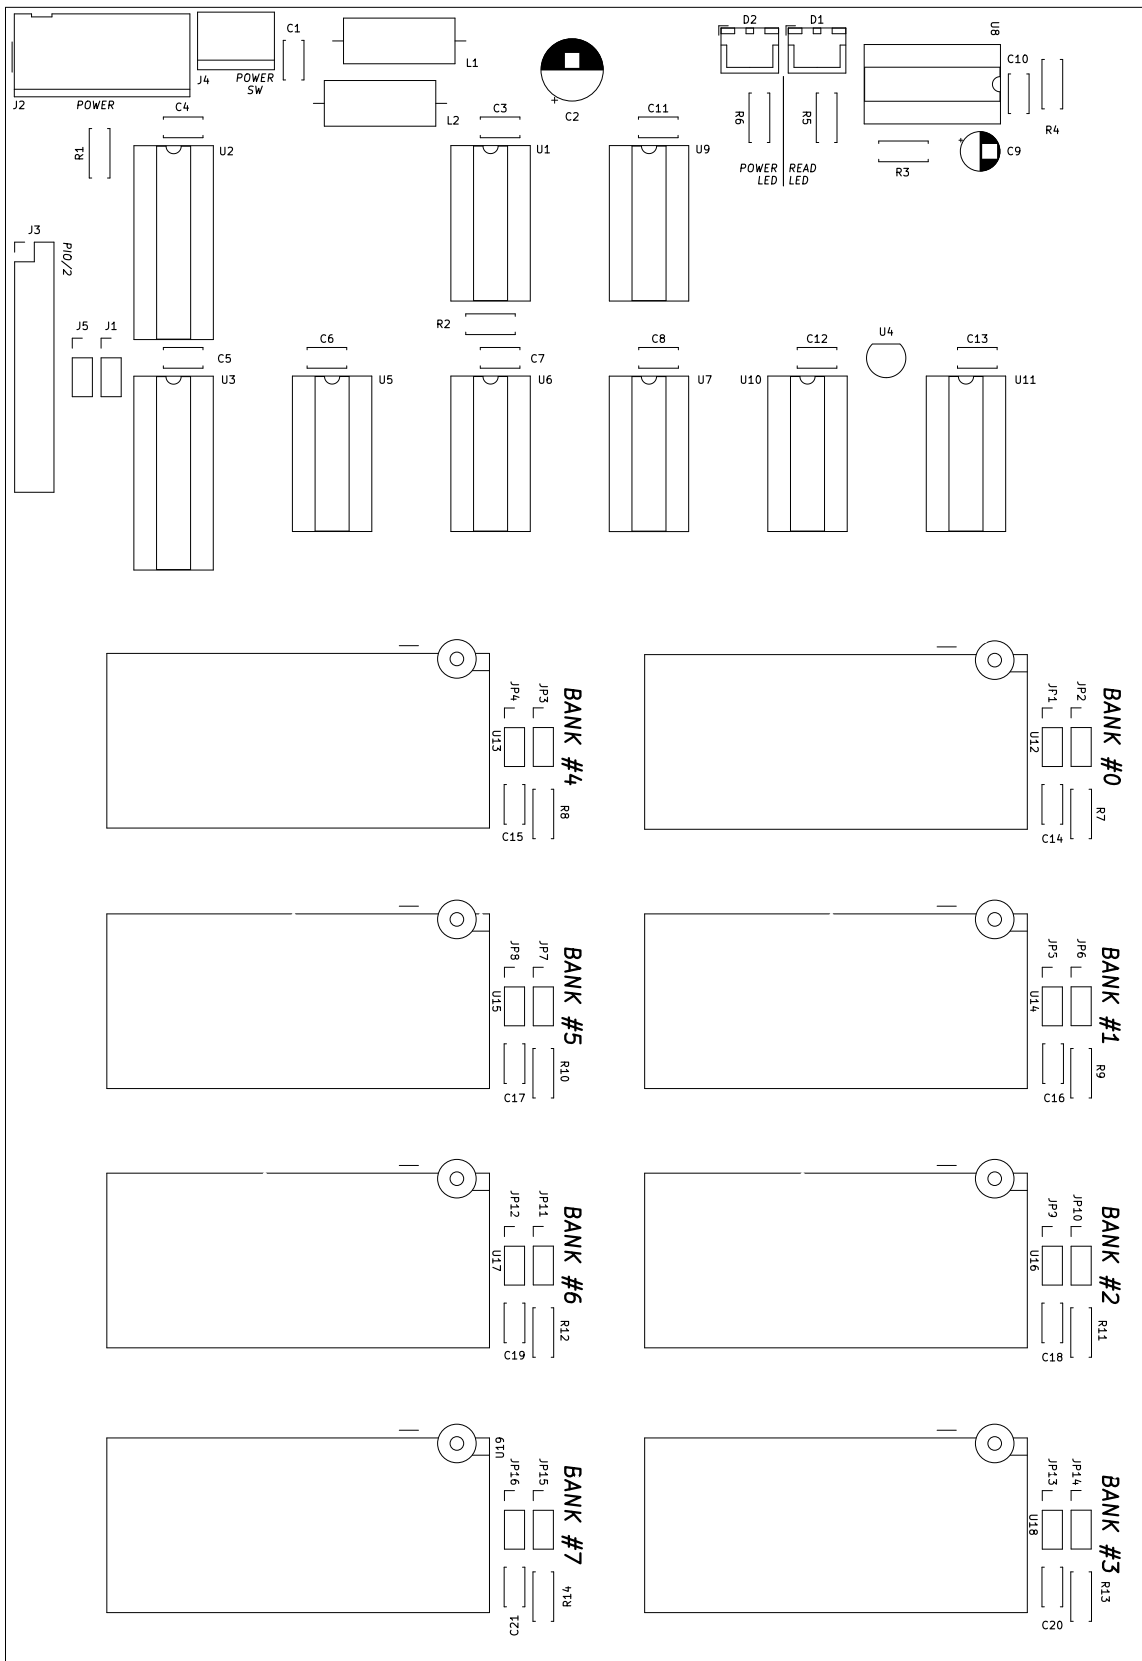 D2
D1
U8
C1
C10
L1
J4
POWER
SW
J2
POWER
C4
L2
C3
C2
C11
R6
R5
R4
R1
U2
U1
U9
POWER
LED
READ
LED
R3
C9
J3
PIO/2
J5
J1
R2
U4
C5
C6
C7
C8
C12
C13
U3
U5
U6
U7
U10
U11
JP4
JP3
BANK #4
U13
C15
R8
JP1
JP2
BANK #0
U12
C14
R7
JP8
JP7
BANK #5
U15
C17
R10
JP5
JP6
BANK #1
U14
C16
R9
JP12
JP11
BANK #6
U17
C19
R12
JP9
JP10
BANK #2
U16
C18
R11
U19
JP16
JP15
BANK #7
C21
R14
JP13
JP14
BANK #3
U18
C20
R13